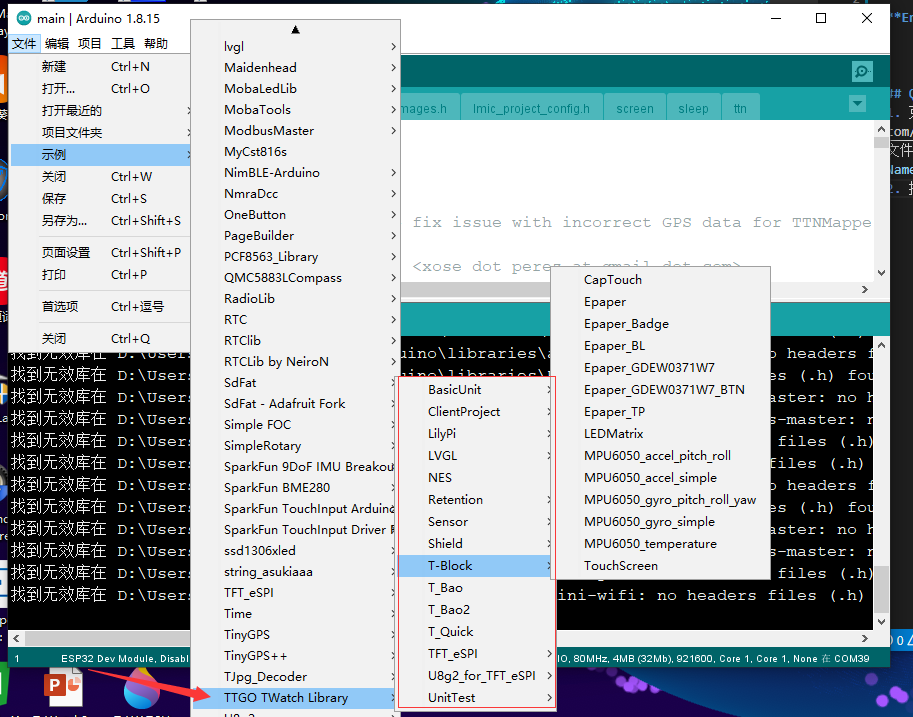 main | Arduino 1.8.15
文件 编辑 项目 工具 帮助
新建 Ctrl+N
打开... Ctrl+O
打开最近的
项目文件夹
示例
关闭 Ctrl+W
保存 Ctrl+S
另存为... Ctrl+Shift+S
页面设置 Ctrl+Shift+P
打印 Ctrl+P
首选项 Ctrl+逗号
关闭 Ctrl+Q
lvgl
Maidenhead
MobaLedLib
MobaTools
ModbusMaster
MyCst816s
NimBLE-Arduino
NmraDcc
OneButton
PageBuilder
PCF8563_Library
QMC5883LCompass
RadioLib
RTC
RTClib
RTCLib by NeiroN
SdFat
SdFat - Adafruit Fork
Simple FOC
SimpleRotary
SparkFun 9DoF IMU Breakou
SparkFun BME280
SparkFun TouchInput Arduin
SparkFun TouchInput Driver
ssd1306xled
string_asukiaaa
TFT_eSPI
Time
TinyGPS
TinyGPS++
TJpg_Decoder
TTGO TWatch Library
BasicUnit
ClientProject
LilyPi
LVGL
NES
Retention
Sensor
Shield
T-Block
T_Bao
T_Bao2
T_Quick
TFT_eSPI
U8g2_for_TFT_eSPI
UnitTest
CapTouch
Epaper
Epaper_Badge
Epaper_BL
Epaper_GDEW0371W7
Epaper_GDEW0371W7_BTN
Epaper_TP
LEDMatrix
MPU6050_accel_pitch_roll
MPU6050_accel_simple
MPU6050_gyro_pitch_roll_yaw
MPU6050_gyro_simple
MPU6050_temperature
TouchScreen
mages.h lmic_project_config.h screen sleep ttn
fix issue with incorrect GPS data for TTNMappe
<xose dot peres at gmail dot com>
找到无效库在 D:\Users uino\libraries\ no headers f
找到无效库在 D:\Users uino\libraries\ s (.h) fou
找到无效库在 D:\Users aster: no h
找到无效库在 D:\Users s-master: n
找到无效库在 D:\Users files (.h)
找到无效库在 D:\Users files (.h)
找到无效库在 D:\Users no headers f
找到无效库在 D:\Users s (.h) fou
找到无效库在 D:\Users aster: no h
找到无效库在 D:\Users s-master: n
找到无效库在 D:\Users files (.h)
找到无效库在 D:\Users ini-wifi: no headers files (.h)
1 ESP32 Dev Module, Disabl IO, 80MHz, 4MB (32Mb), 921600, Core 1, Core 1, None 在 COM39
**En
## Q
com/
文件
Name
2.